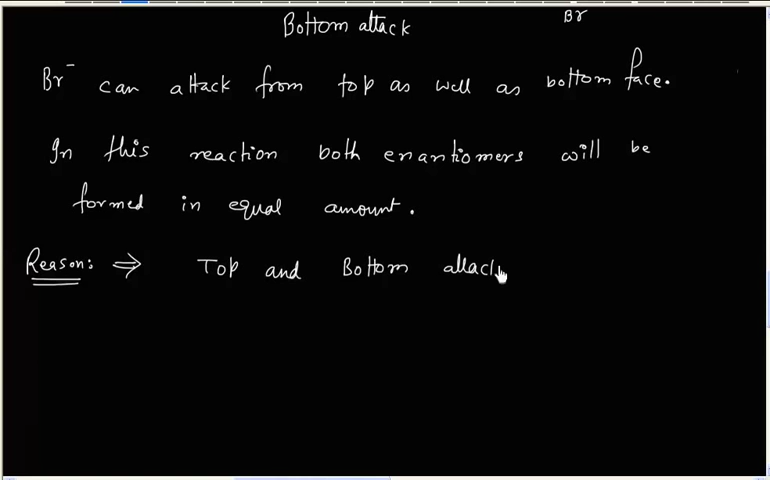 Br
Bottom attack
Br⁻ can attack from top as well as bottom face.
In this reaction both enantiomers will be
formed in equal amount.
Reason: ⇒ Top and Bottom attack